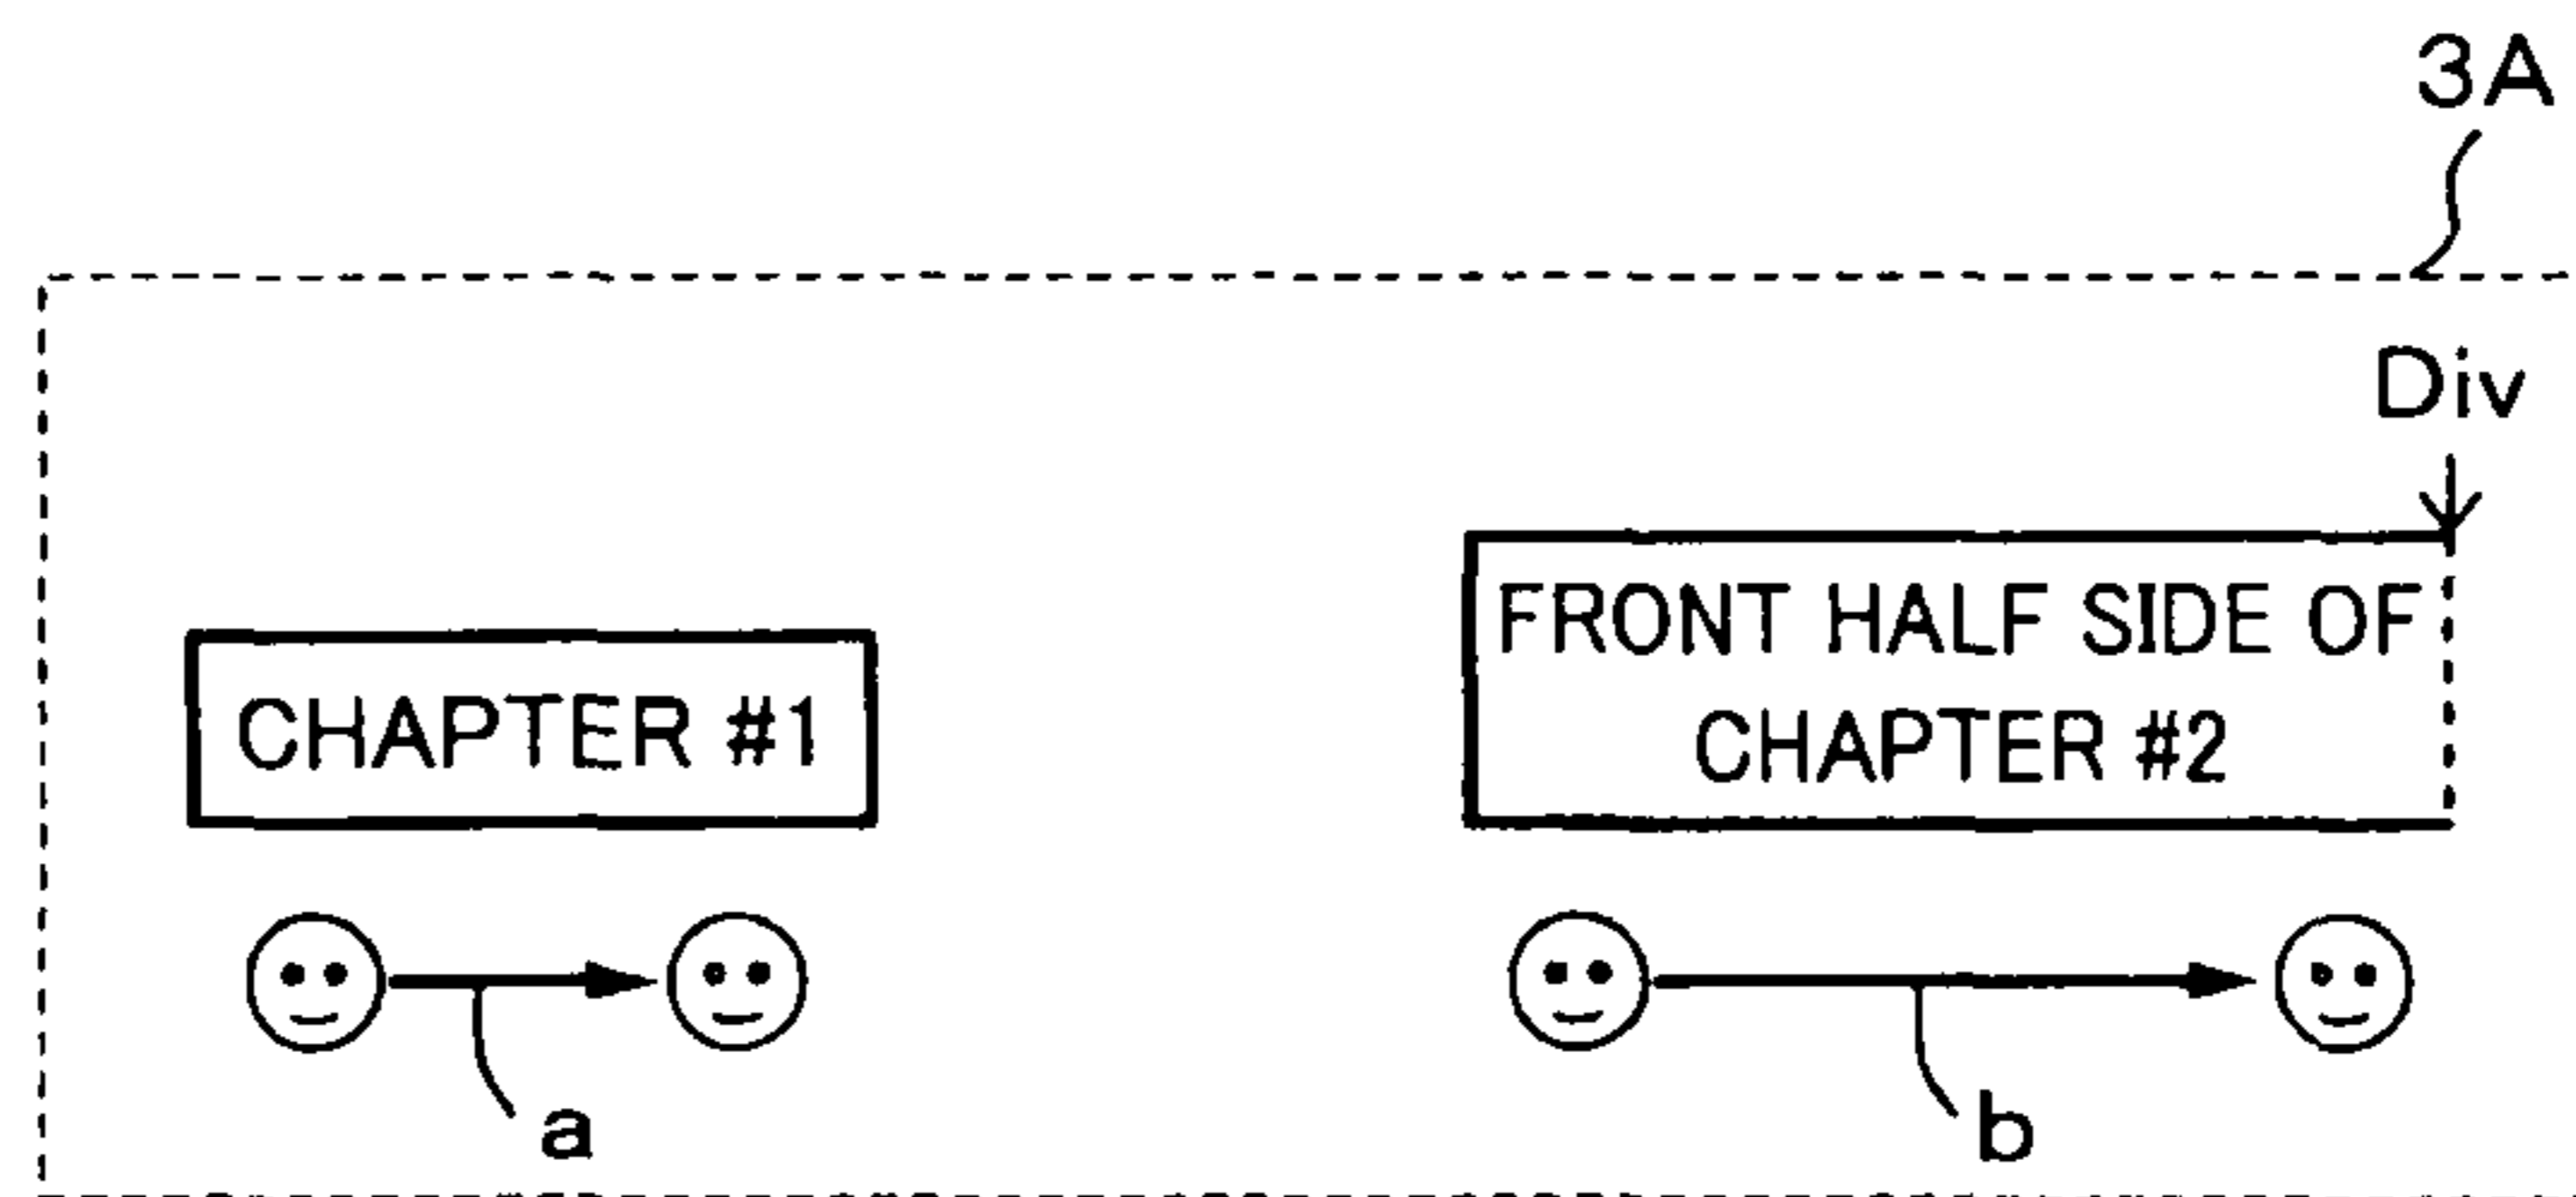 3A
Div
CHAPTER #1
FRONT HALF SIDE OF
CHAPTER #2
a
b